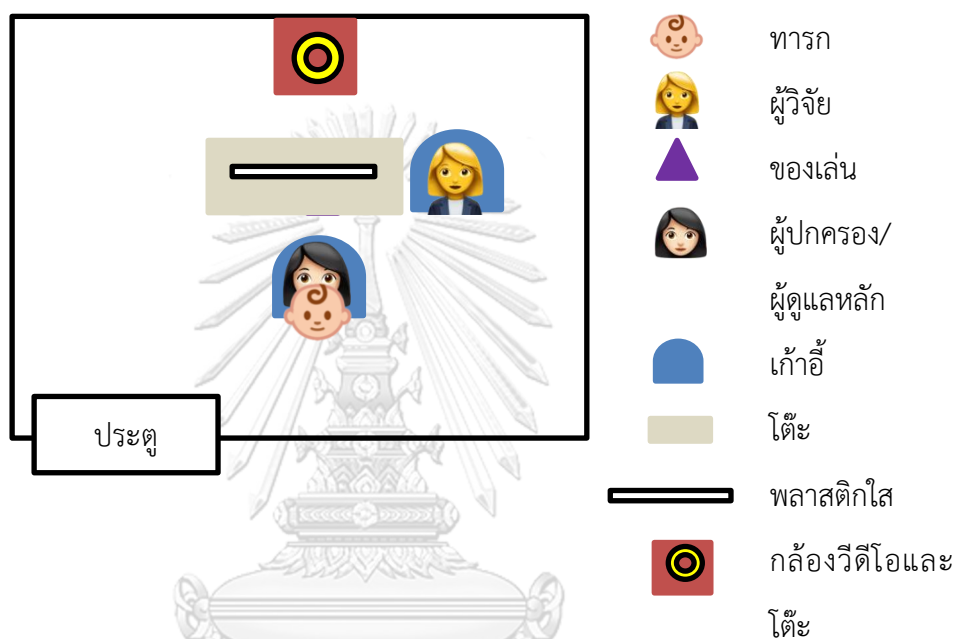 ทารก
ผู้วิจัย
ของเล่น
ผู้ปกครอง/
ผู้ดูแลหลัก
เก้าอี้
โต๊ะ
ประตู
พลาสติกใส
กล้องวีดีโอและ
โต๊ะ